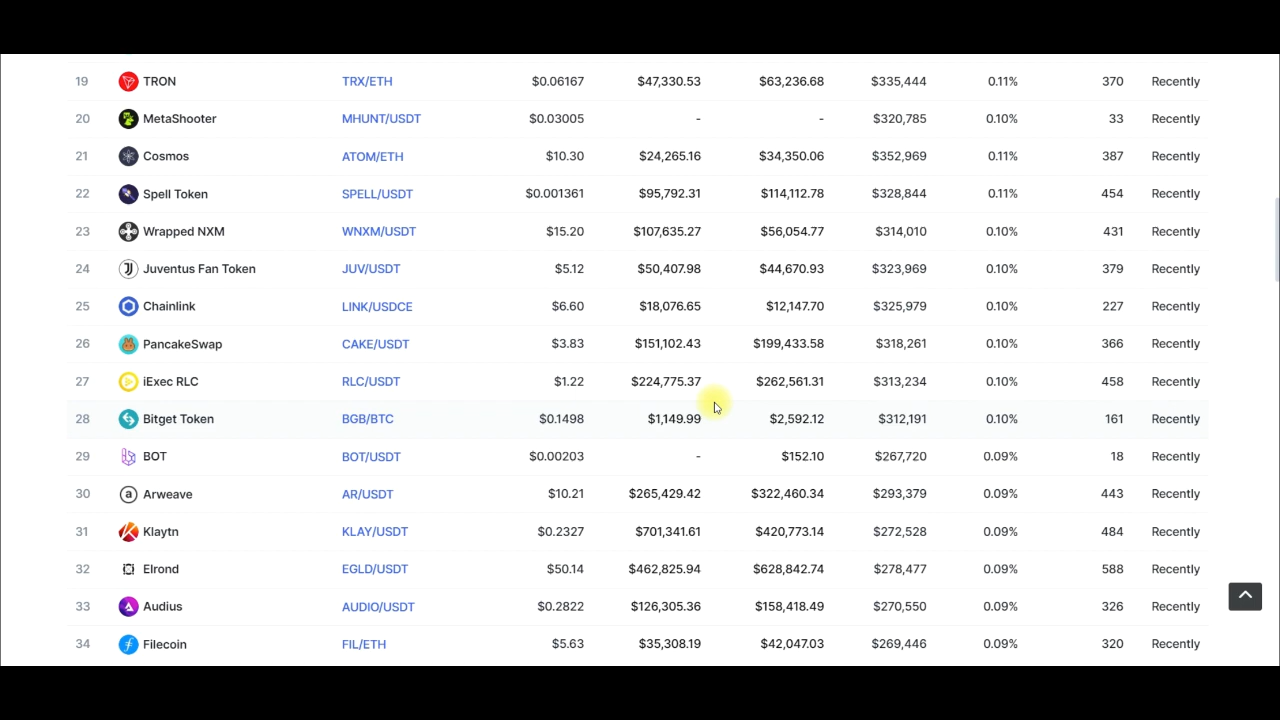 19 TRON TRX/ETH $0.06167 $47,330.53 $63,236.68 $335,444 0.11% 370 Recently
20 MetaShooter MHUNT/USDT $0.03005 - - $320,785 0.10% 33 Recently
21 Cosmos ATOM/ETH $10.30 $24,265.16 $34,350.06 $352,969 0.11% 387 Recently
22 Spell Token SPELL/USDT $0.001361 $95,792.31 $114,112.78 $328,844 0.11% 454 Recently
23 Wrapped NXM WNXM/USDT $15.20 $107,635.27 $56,054.77 $314,010 0.10% 431 Recently
24 Juventus Fan Token JUV/USDT $5.12 $50,407.98 $44,670.93 $323,969 0.10% 379 Recently
25 Chainlink LINK/USDCE $6.60 $18,076.65 $12,147.70 $325,979 0.10% 227 Recently
26 PancakeSwap CAKE/USDT $3.83 $151,102.43 $199,433.58 $318,261 0.10% 366 Recently
27 iExec RLC RLC/USDT $1.22 $224,775.37 $262,561.31 $313,234 0.10% 458 Recently
28 Bitget Token BGB/BTC $0.1498 $1,149.99 $2,592.12 $312,191 0.10% 161 Recently
29 BOT BOT/USDT $0.00203 - $152.10 $267,720 0.09% 18 Recently
30 Arweave AR/USDT $10.21 $265,429.42 $322,460.34 $293,379 0.09% 443 Recently
31 Klaytn KLAY/USDT $0.2327 $701,341.61 $420,773.14 $272,528 0.09% 484 Recently
32 Elrond EGLD/USDT $50.14 $462,825.94 $628,842.74 $278,477 0.09% 588 Recently
33 Audius AUDIO/USDT $0.2822 $126,305.36 $158,418.49 $270,550 0.09% 326 Recently
34 Filecoin FIL/ETH $5.63 $35,308.19 $42,047.03 $269,446 0.09% 320 Recently